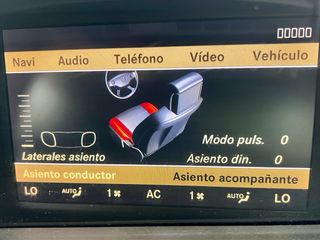 Navi Audio Teléfono Vídeo Vehículo
Modo puls. 0
Laterales asiento Asiento din. 0
Asiento conductor Asiento acompañante
LO AUTO 1 AC 1 AUTO LO